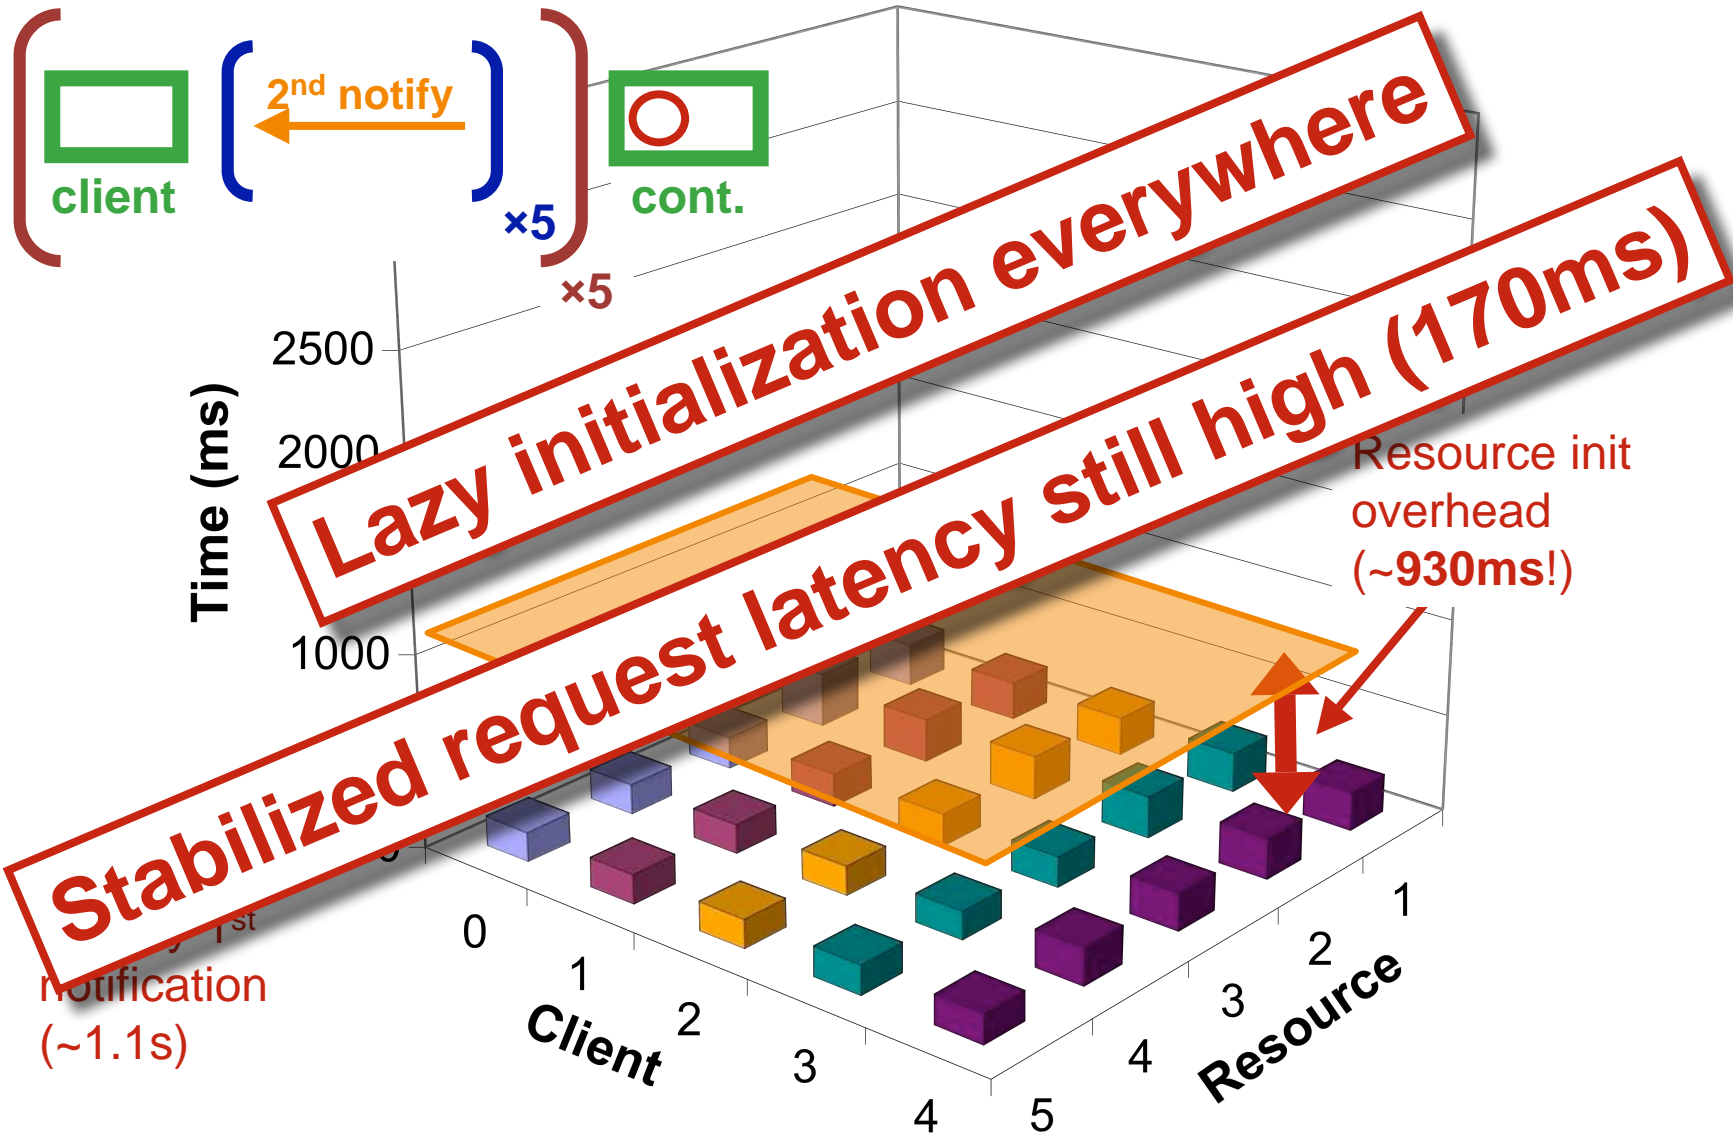 2nd notify
client
cont.
×5
×5
Lazy initialization everywhere
Stabilized request latency still high (170ms)
Time (ms)
2500
2000
1000
0
Resource init
overhead
(~930ms!)
1st
notification
(~1.1s)
0
1
2
3
4
Client
1
2
3
4
5
Resource